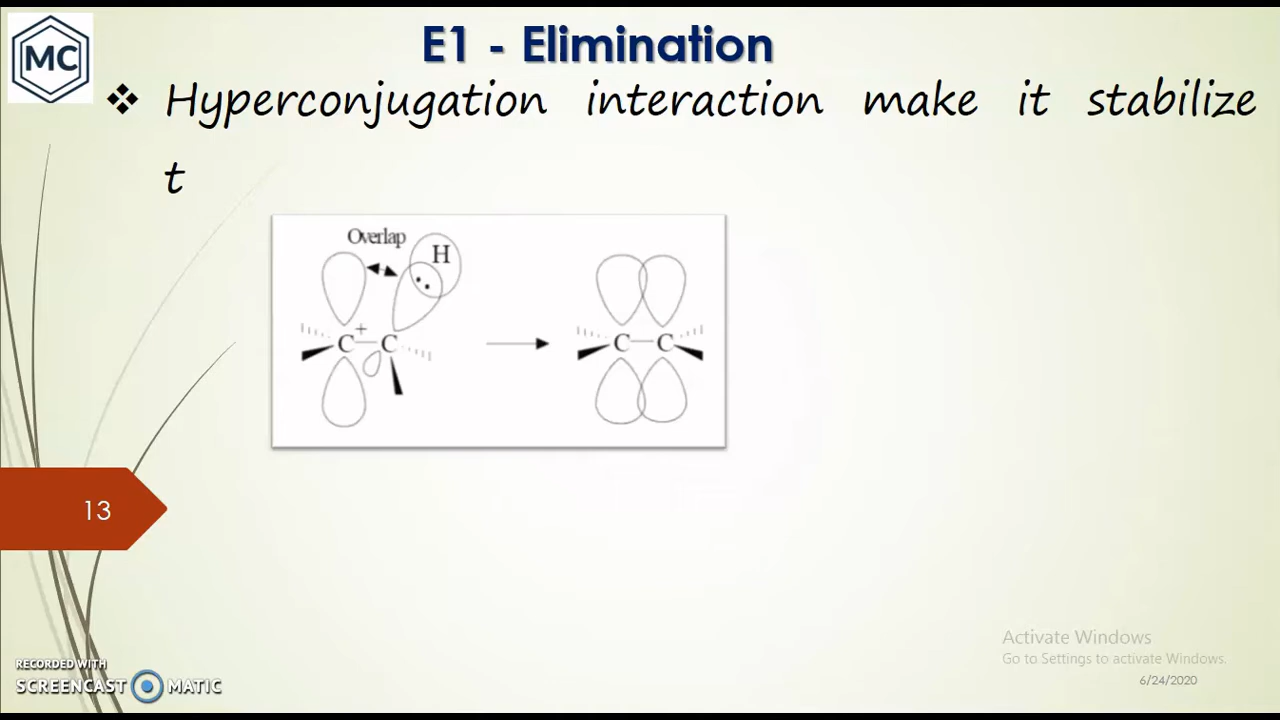 MC
E1 - Elimination
❖ Hyperconjugation interaction make it stabilize
t
Overlap
H
+
C C
C C
13
Activate Windows
Go to Settings to activate Windows.
6/24/2020
RECORDED WITH
SCREENCAST MATIC